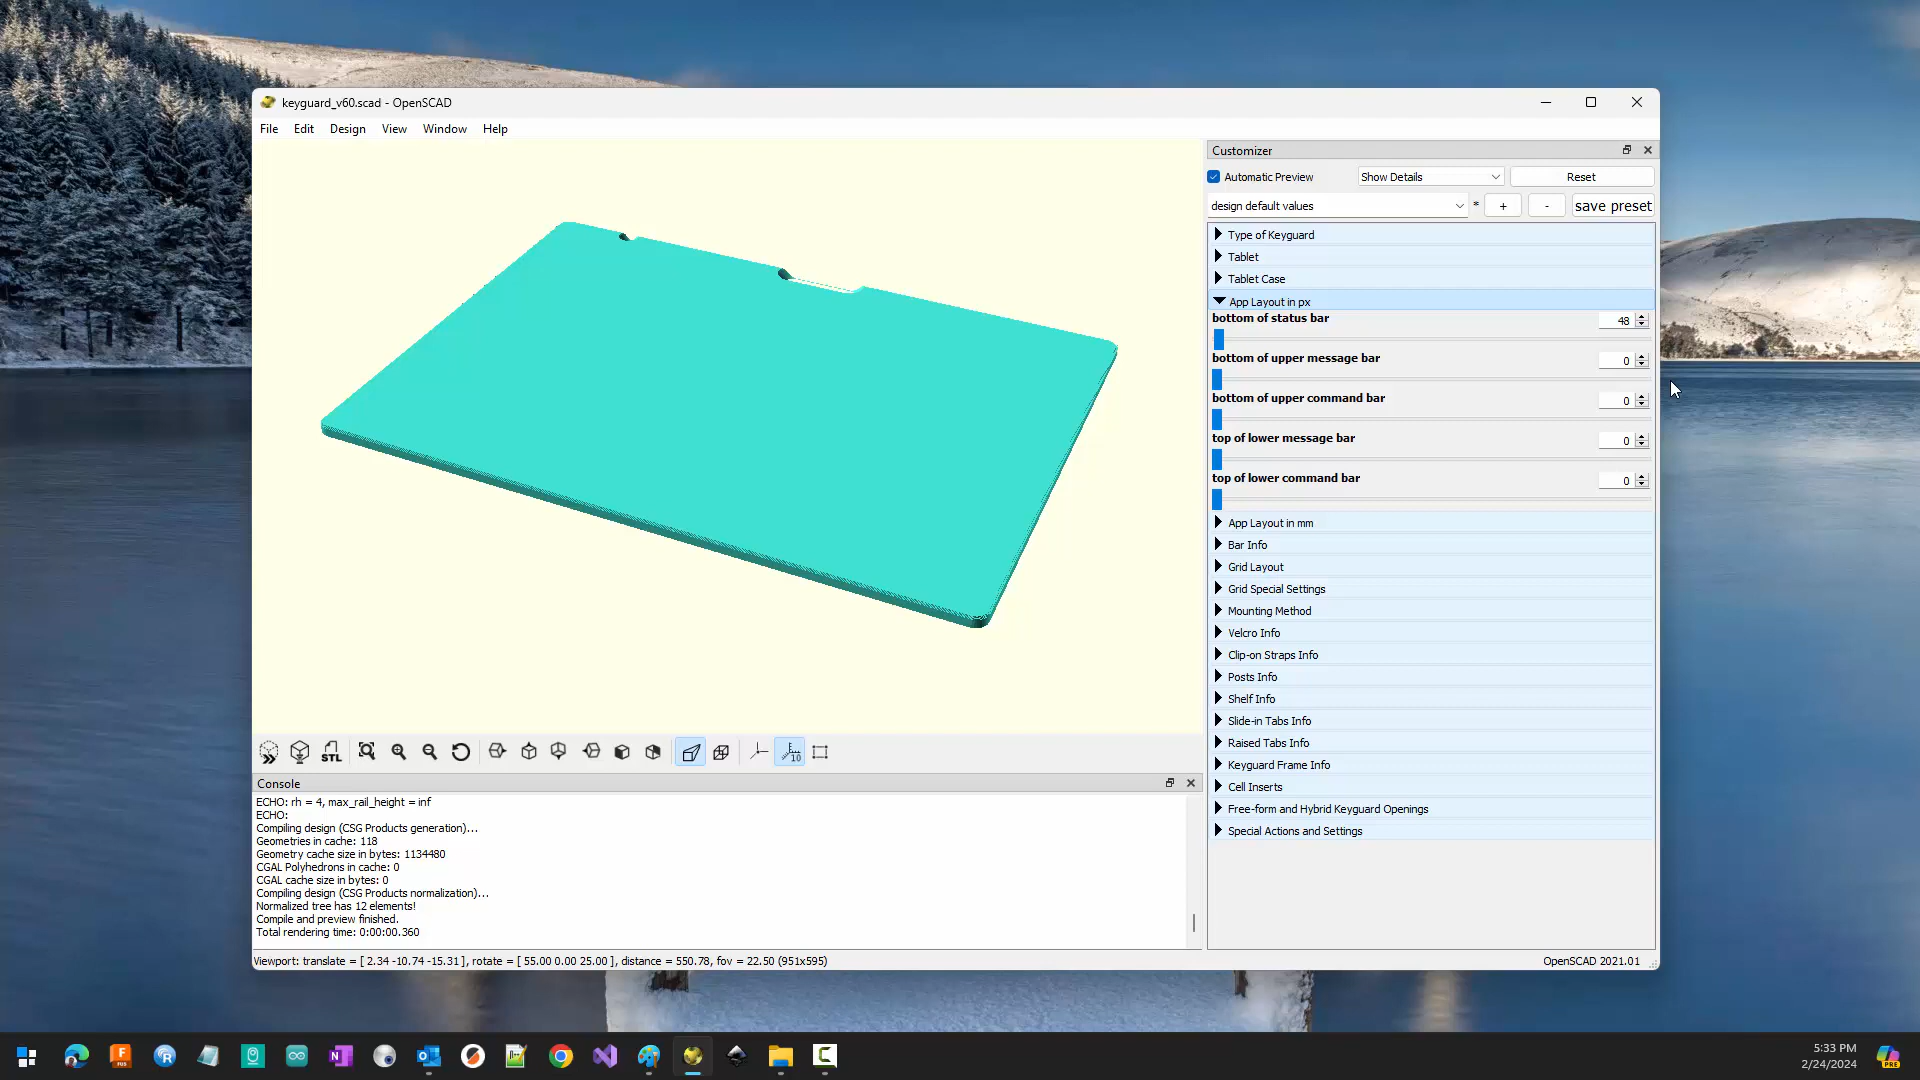 keyguard_v60.scad - OpenSCAD
File Edit Design View Window Help
Customizer
Automatic Preview Show Details Reset
design default values * + - save preset
Type of Keyguard
Tablet
Tablet Case
App Layout in px
bottom of status bar 48
bottom of upper message bar 0
bottom of upper command bar 0
top of lower message bar 0
top of lower command bar 0
App Layout in mm
Bar Info
Grid Layout
Grid Special Settings
Mounting Method
Velcro Info
Clip-on Straps Info
Posts Info
Shelf Info
Slide-in Tabs Info
Raised Tabs Info
Keyguard Frame Info
Cell Inserts
Free-form and Hybrid Keyguard Openings
Special Actions and Settings
STL
10
Console
ECHO: rh = 4, max_rail_height = inf
ECHO:
Compiling design (CSG Products generation)...
Geometries in cache: 118
Geometry cache size in bytes: 1134480
CGAL Polyhedrons in cache: 0
CGAL cache size in bytes: 0
Compiling design (CSG Products normalization)...
Normalized tree has 12 elements!
Compile and preview finished.
Total rendering time: 0:00:00.360
Viewport: translate = [ 2.34 -10.74 -15.31 ], rotate = [ 55.00 0.00 25.00 ], distance = 550.78, fov = 22.50 (951x595)
OpenSCAD 2021.01
5:33 PM
2/24/2024